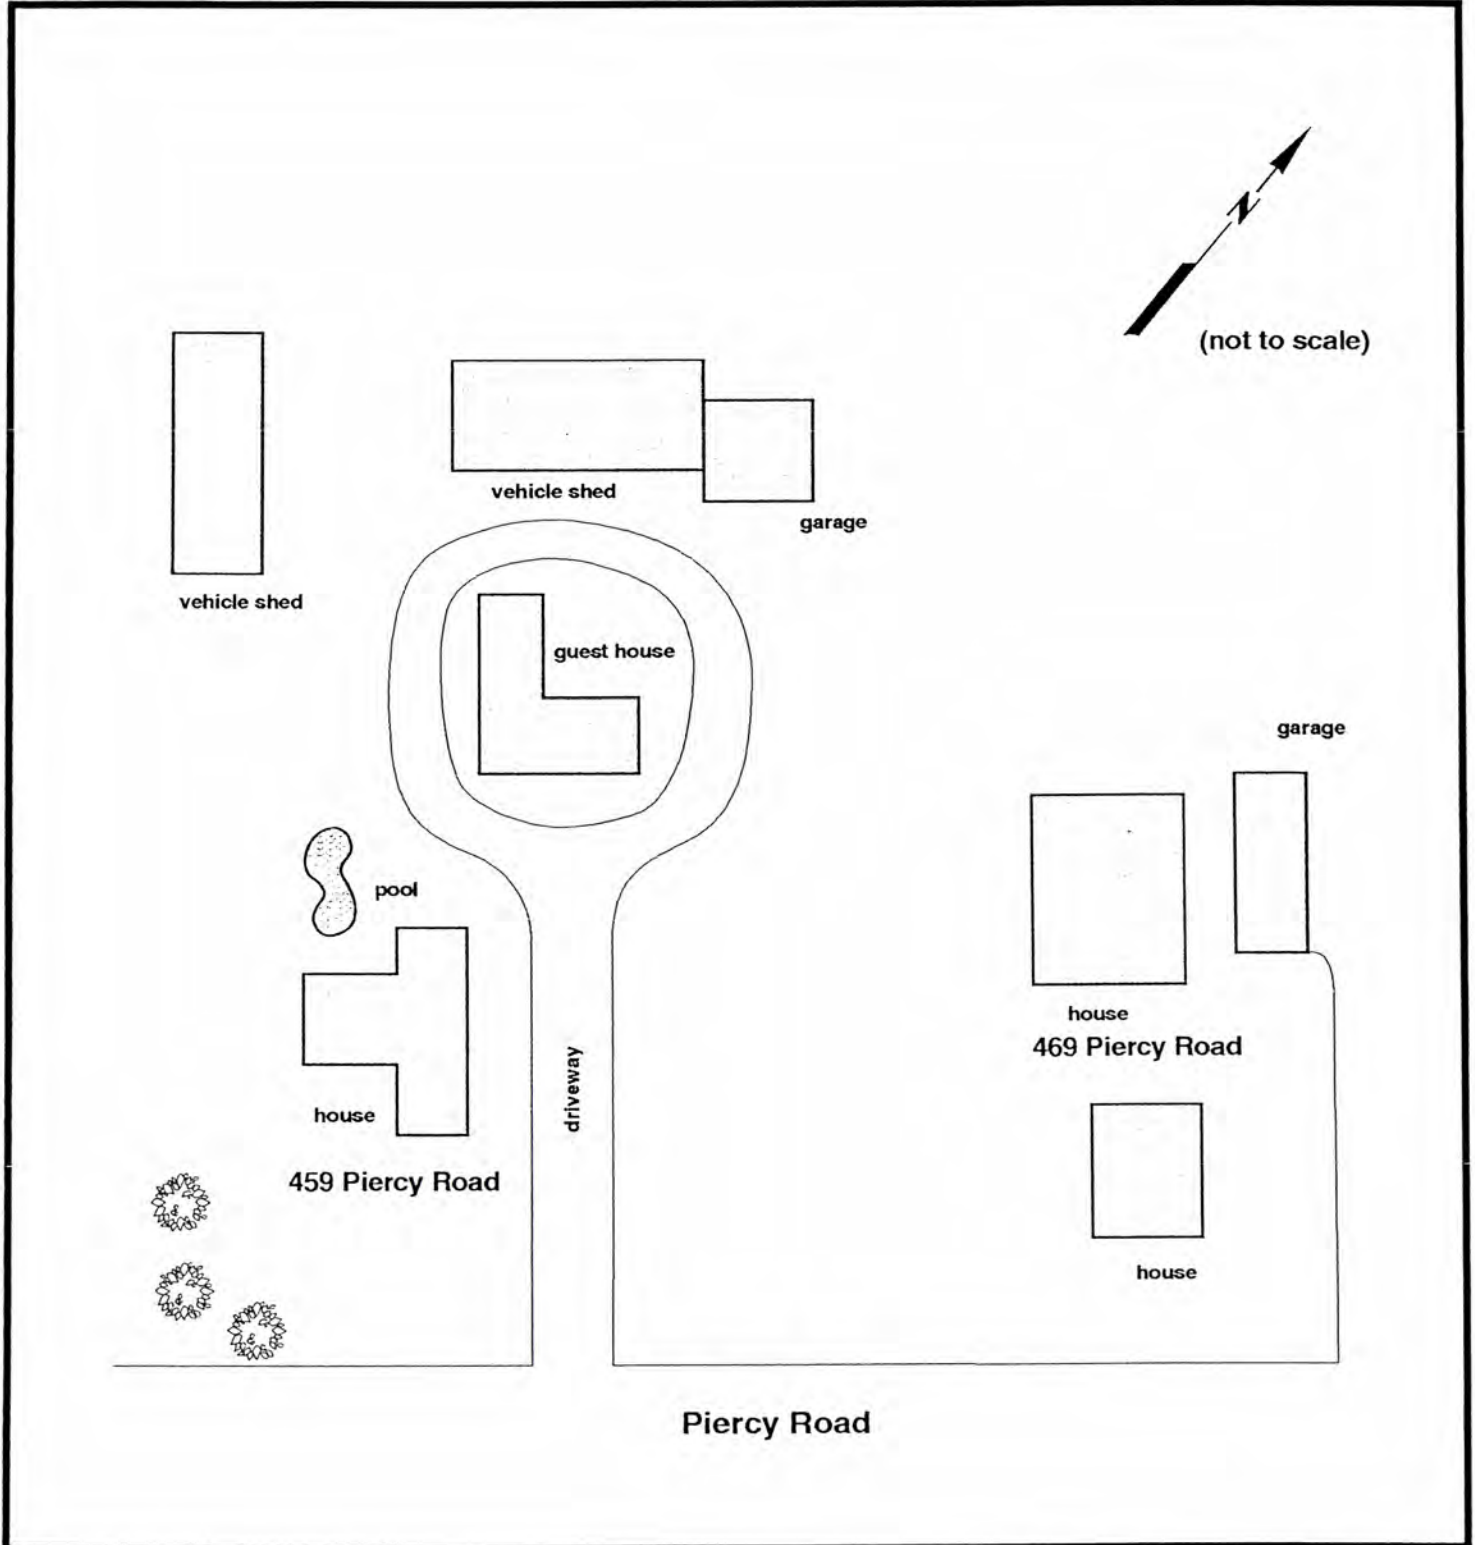 N
(not to scale)
vehicle shed
garage
vehicle shed
guest house
garage
pool
house
469 Piercy Road
driveway
house
459 Piercy Road
house
Piercy Road